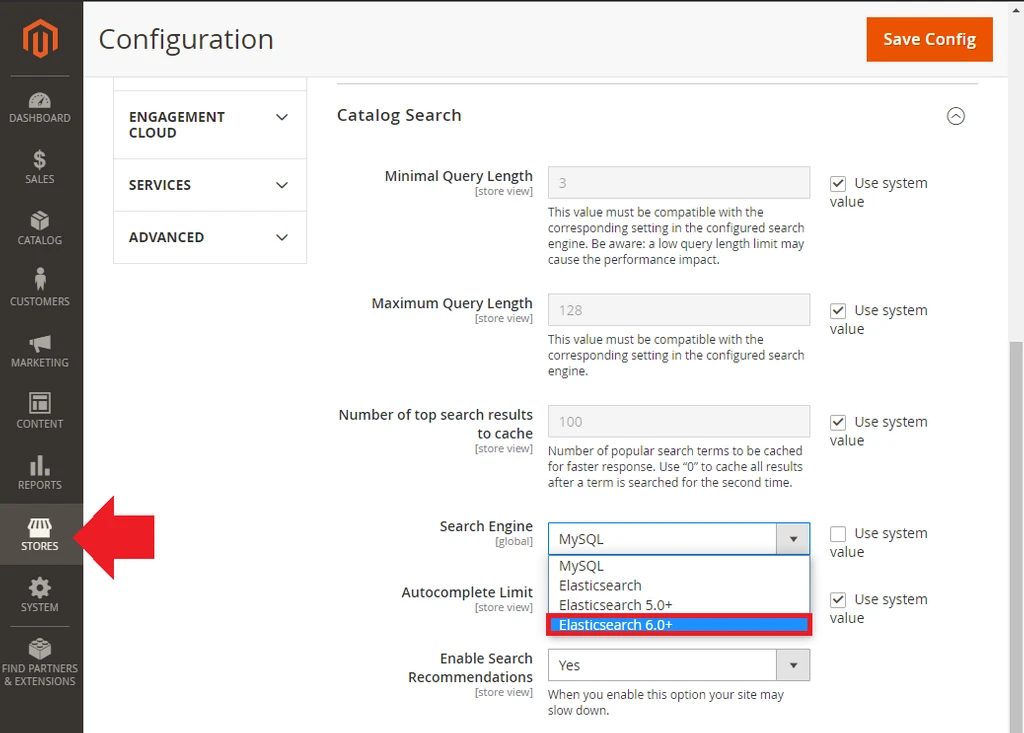 Configuration
Save Config
DASHBOARD
SALES
CATALOG
CUSTOMERS
MARKETING
CONTENT
REPORTS
STORES
SYSTEM
FIND PARTNERS
& EXTENSIONS
ENGAGEMENT
CLOUD
SERVICES
ADVANCED
Catalog Search
Minimal Query Length
[store view]
3
Use system
value
This value must be compatible with the
corresponding setting in the configured search
engine. Be aware: a low query length limit may
cause the performance impact.
Maximum Query Length
[store view]
128
Use system
value
This value must be compatible with the
corresponding setting in the configured search
engine.
Number of top search results
to cache
[store view]
100
Use system
value
Number of popular search terms to be cached
for faster response. Use “0” to cache all results
after a term is searched for the second time.
Search Engine
[global]
MySQL
Use system
value
MySQL
Elasticsearch
Elasticsearch 5.0+
Elasticsearch 6.0+
Autocomplete Limit
[store view]
Use system
value
Enable Search
Recommendations
[store view]
Yes
When you enable this option your site may
slow down.